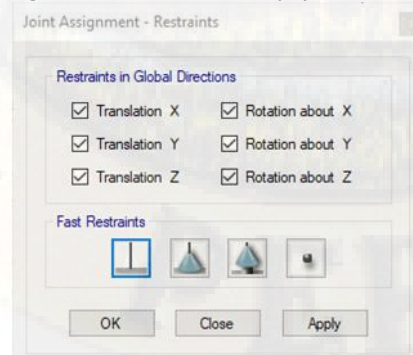 Joint Assignment - Restraints
Restraints in Global Directions
Translation X
Rotation about X
Translation Y
Rotation about Y
Translation Z
Rotation about Z
Fast Restraints
OK
Close
Apply